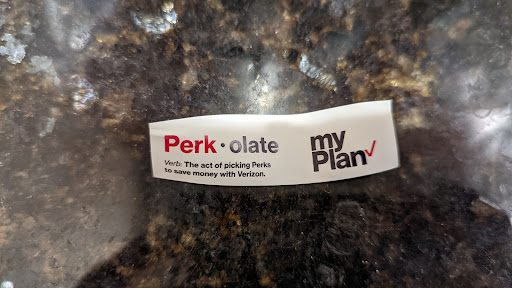 Perk • olate
Verb: The act of picking Perks
to save money with Verizon.
my
Plan✓